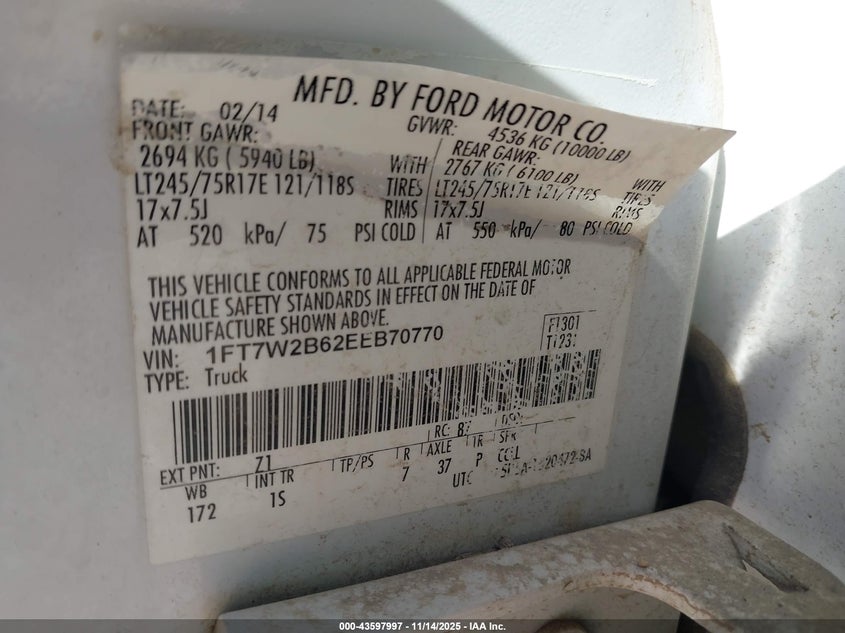 MFD. BY FORD MOTOR CO.
DATE: 02/14 GVWR: 4536 KG (10000 LB)
FRONT GAWR: REAR GAWR:
2694 KG ( 5940 LB) WITH 2767 KG ( 6100 LB) WITH
LT245/75R17E 121/118S TIRES LT245/75R17E 121/118S TIRES
17x7.5J RIMS 17x7.5J RIMS
AT 520 kPa/ 75 PSI COLD AT 550 kPa/ 80 PSI COLD
THIS VEHICLE CONFORMS TO ALL APPLICABLE FEDERAL MOTOR
VEHICLE SAFETY STANDARDS IN EFFECT ON THE DATE OF
MANUFACTURE SHOWN ABOVE.
VIN: 1FT7W2B62EEB70770
TYPE: Truck
F1301
EXT PNT: Z1 RC: 87
WB INT TR TP/PS R AXLE TR SPR
172 1S 7 37 P
UTC
000-43597997 - 11/14/2025 - IAA Inc.